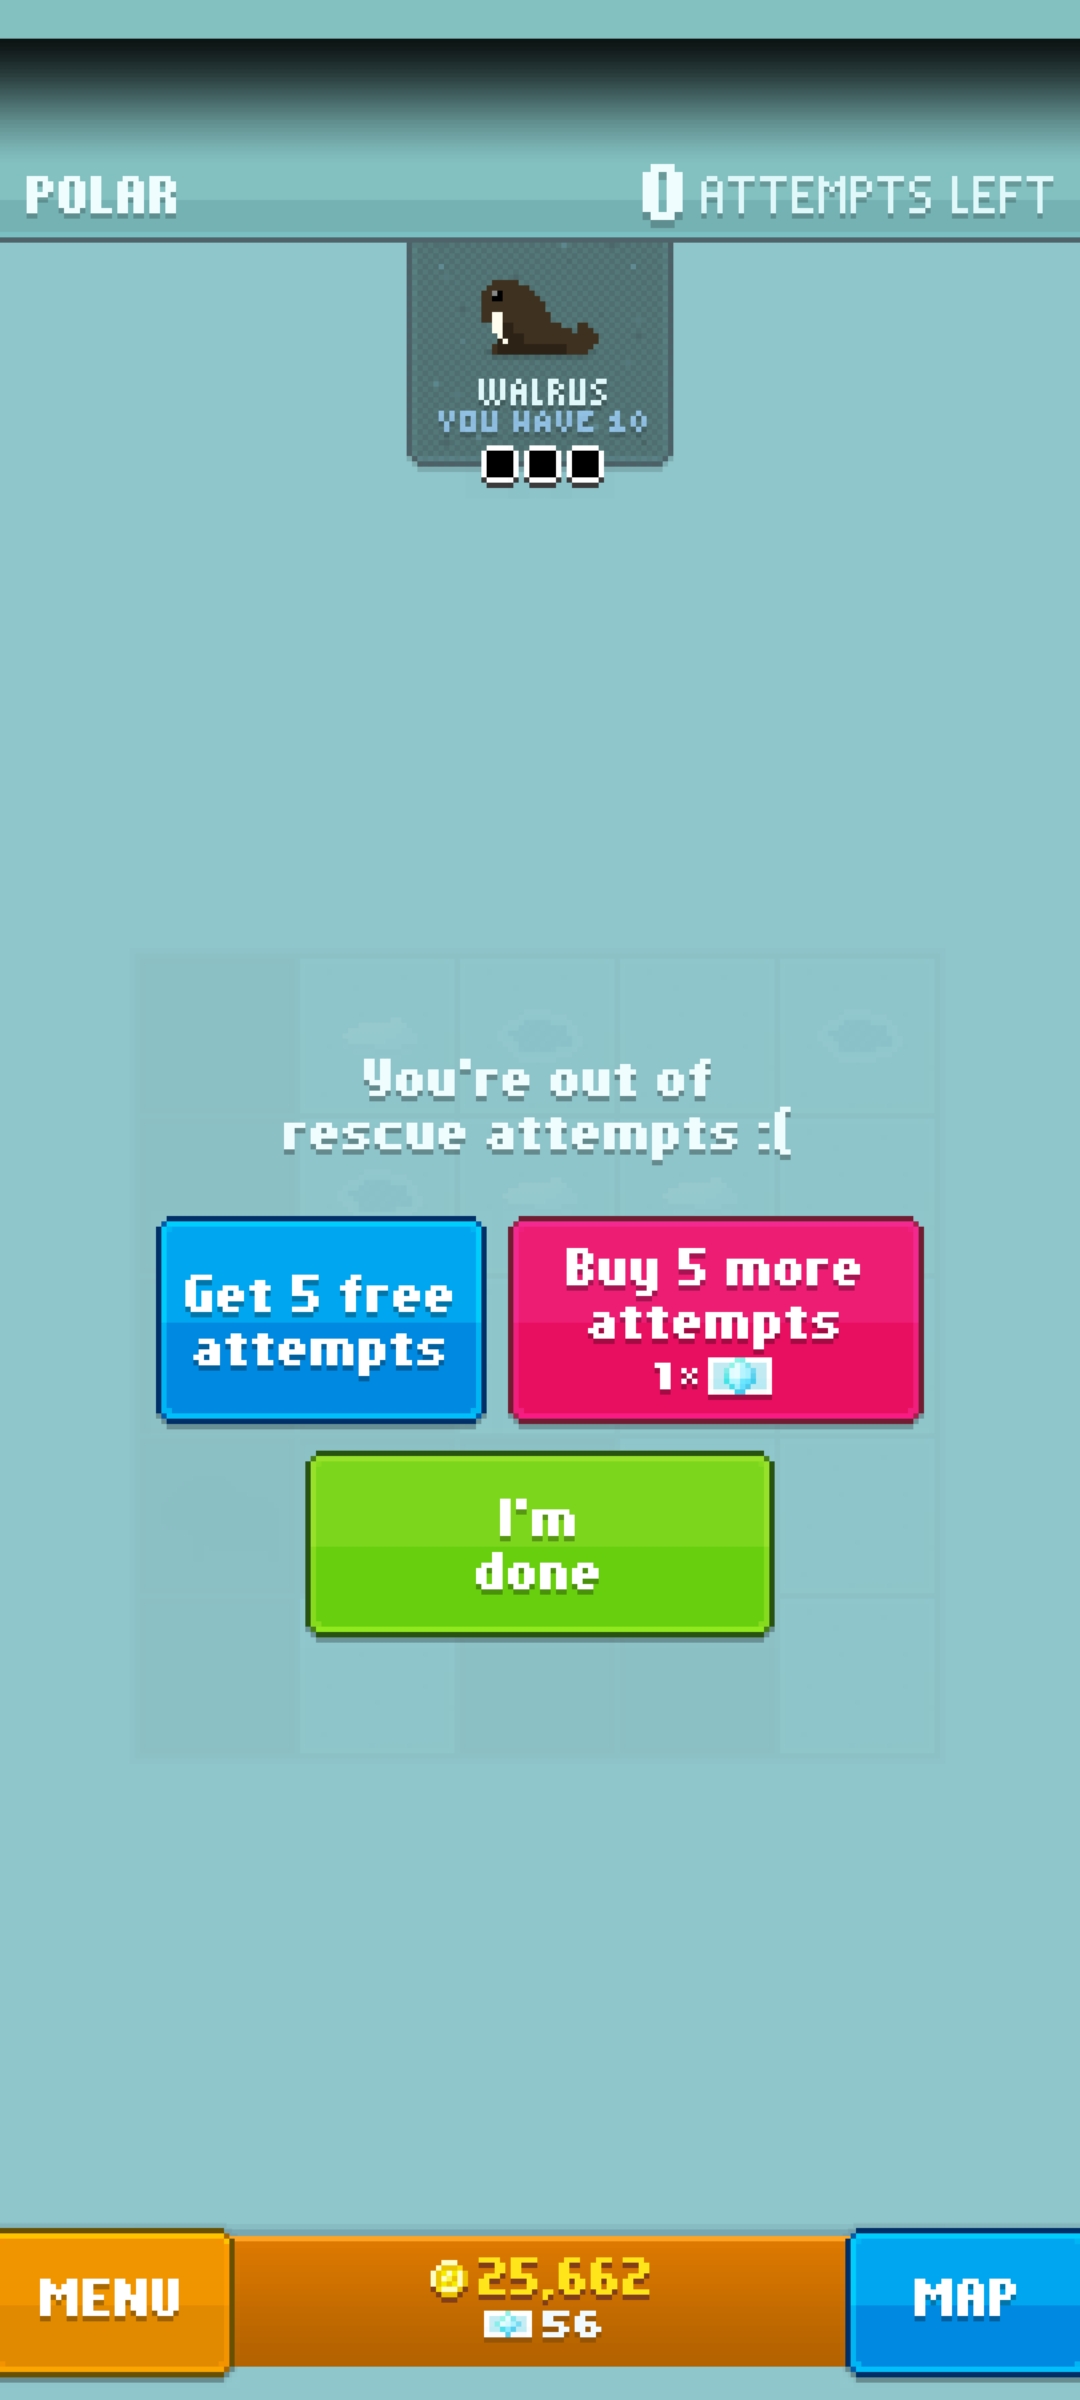 POLAR
0 ATTEMPTS LEFT
WALRUS
YOU HAVE 10
You're out of
rescue attempts :(
Get 5 free
attempts
Buy 5 more
attempts
1×
I'm
done
MENU
25,662
56
MAP